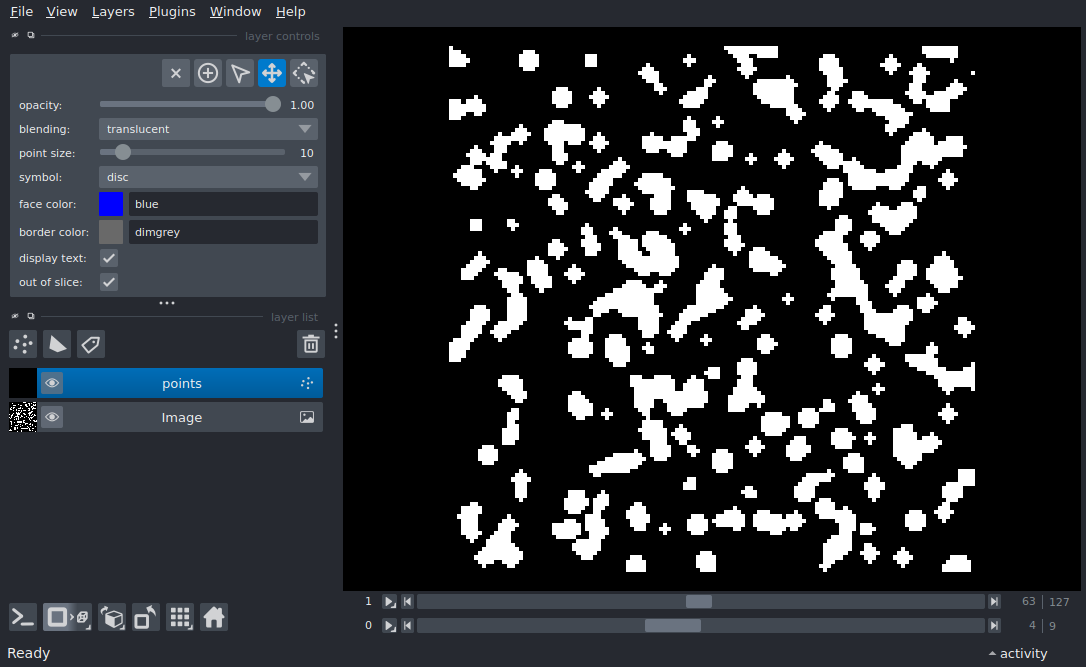 File View Layers Plugins Window Help
layer controls
opacity: 1.00
blending: translucent
point size: 10
symbol: disc
face color: blue
border color: dimgrey
display text:
out of slice:
layer list
points
Image
1 63 127
0 4 9
Ready activity